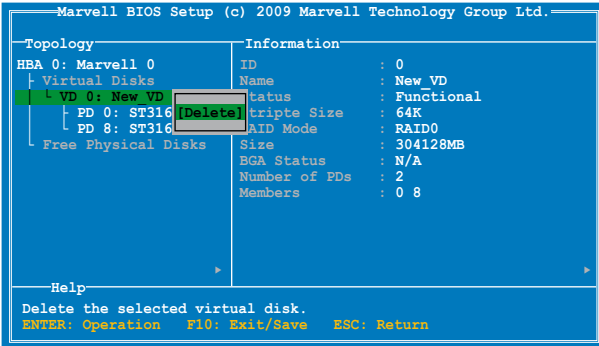 Marvell BIOS Setup (c) 2009 Marvell Technology Group Ltd.
Topology
HBA 0: Marvell 0
Virtual Disks
VD 0: New_VD
PD 0: ST316
PD 8: ST316
Free Physical Disks
[Delete]
Information
ID : 0
Name : New_VD
tatus : Functional
tripte Size : 64K
AID Mode : RAID0
Size : 304128MB
BGA Status : N/A
Number of PDs : 2
Members : 0 8
Help
Delete the selected virtual disk.
ENTER: Operation F10: Exit/Save ESC: Return